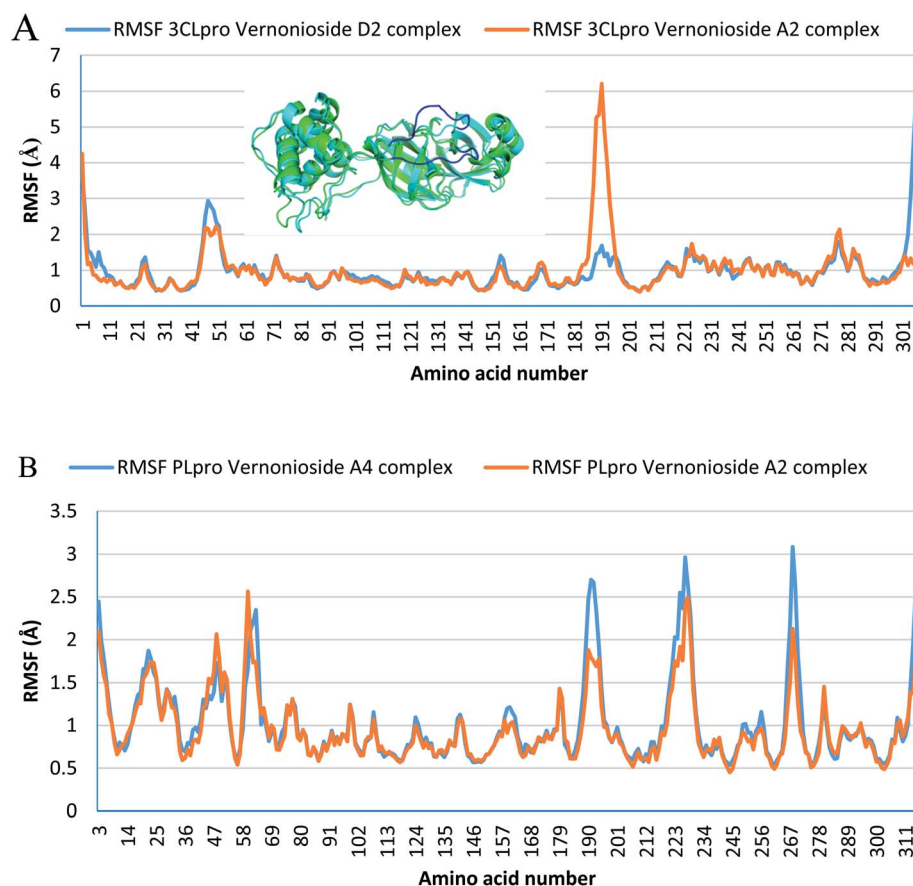 A
RMSF 3CLpro Vernonioside D2 complex RMSF 3CLpro Vernonioside A2 complex
7
6
5
4
3
2
1
0
RMSF (Å)
1 11 21 31 41 51 61 71 81 91 101 111 121 131 141 151 161 171 181 191 201 211 221 231 241 251 261 271 281 291 301
Amino acid number
B
RMSF PLpro Vernonioside A4 complex RMSF PLpro Vernonioside A2 complex
3.5
3
2.5
2
1.5
1
0.5
0
RMSD (Å)
3 14 25 36 47 58 69 80 91 102 113 124 135 146 157 168 179 190 201 212 223 234 245 256 267 278 289 300 311
Amino acid number